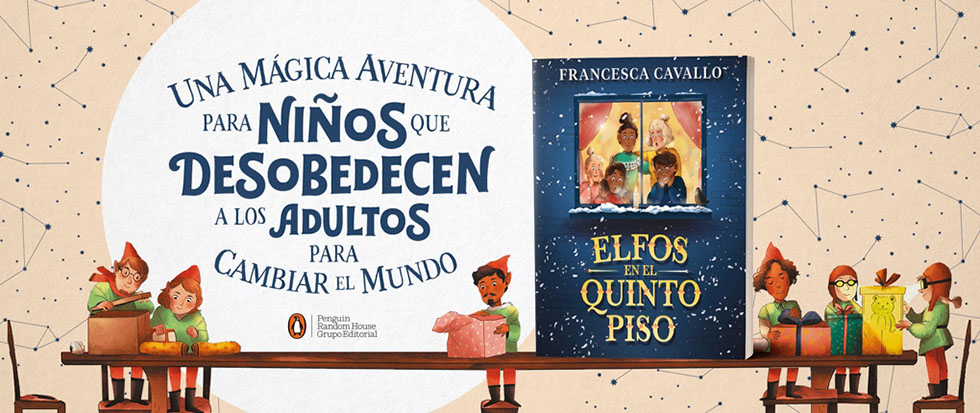 UNA MÁGICA AVENTURA
PARA NIÑOS QUE
DESOBEDECEN
A LOS ADULTOS
PARA
CAMBIAR EL MUNDO
Penguin
Random House
Grupo Editorial
FRANCESCA CAVALLO™
ELFOS
EN EL
QUINTO
PISO